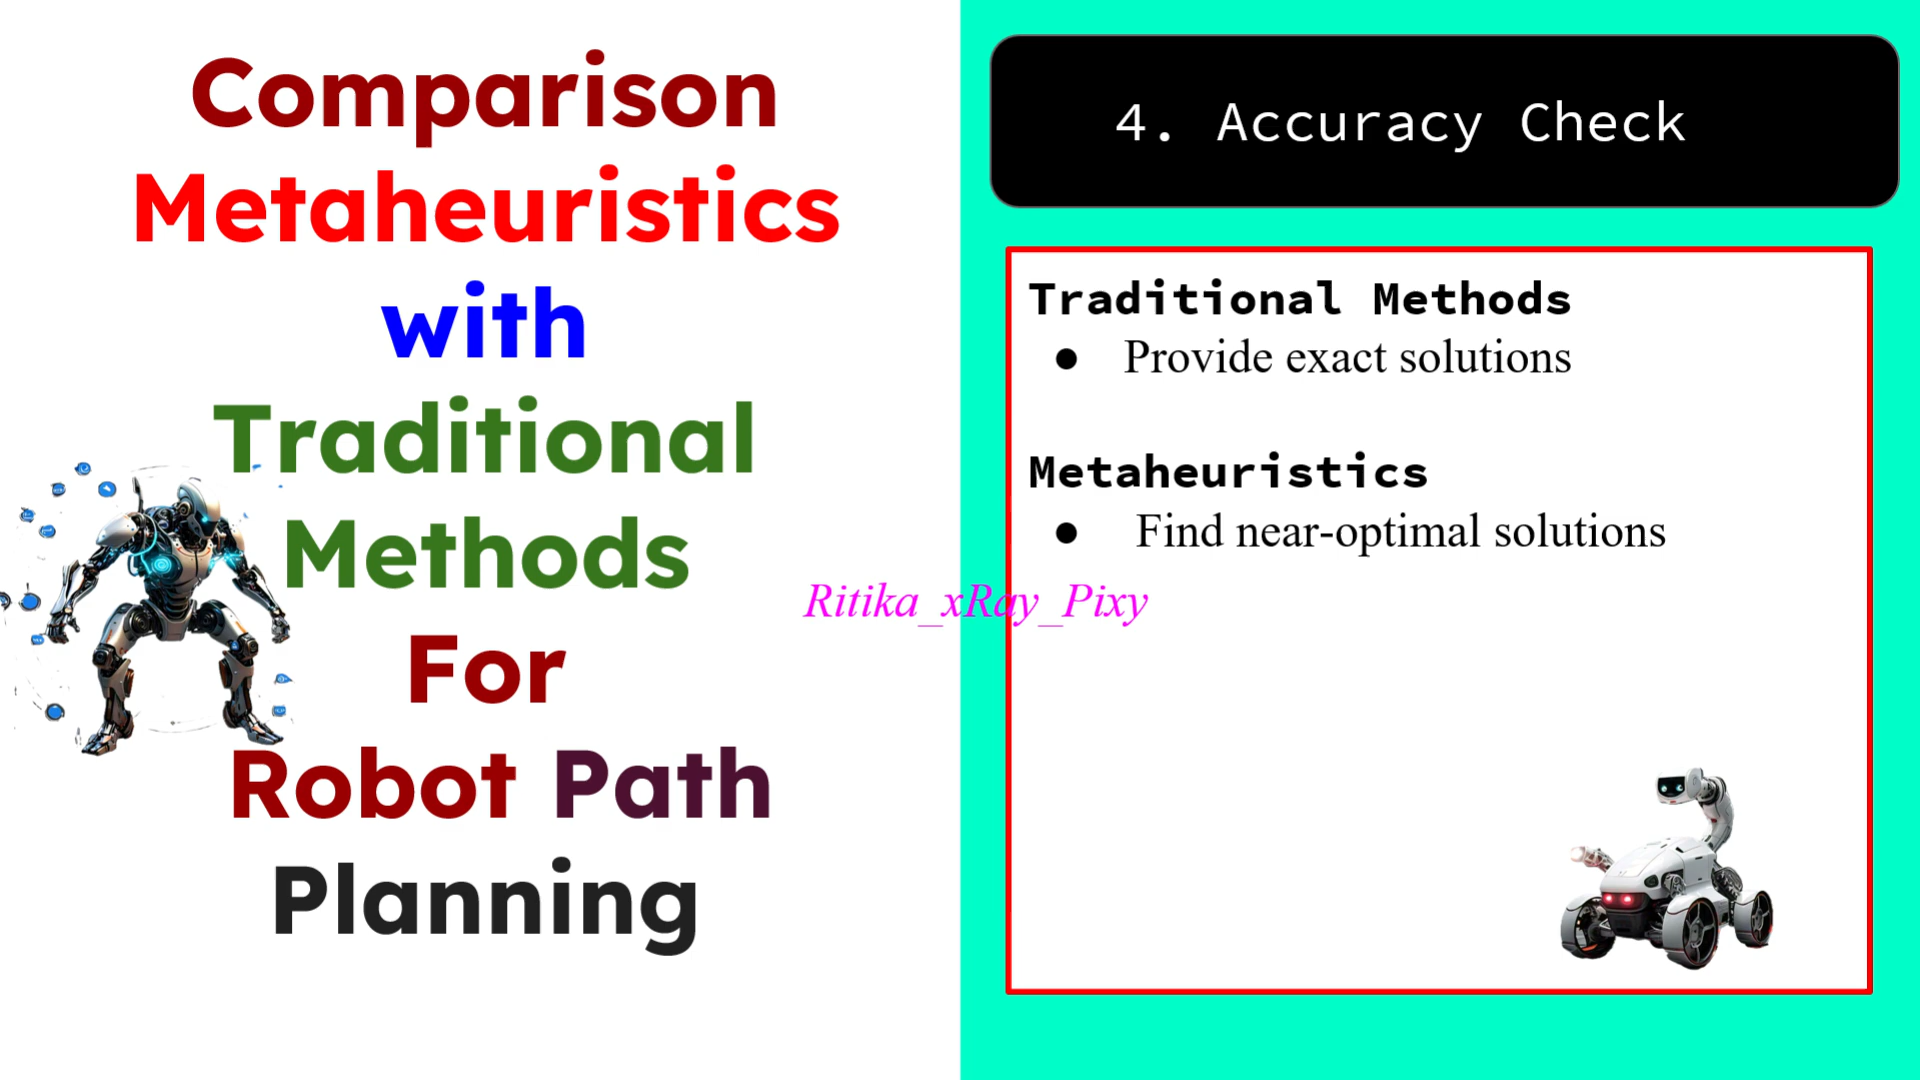 Comparison
Metaheuristics
with
Traditional
Methods
For
Robot Path
Planning
4. Accuracy Check
Traditional Methods
● Provide exact solutions
Metaheuristics
● Find near-optimal solutions
Ritika_xRay_Pixy